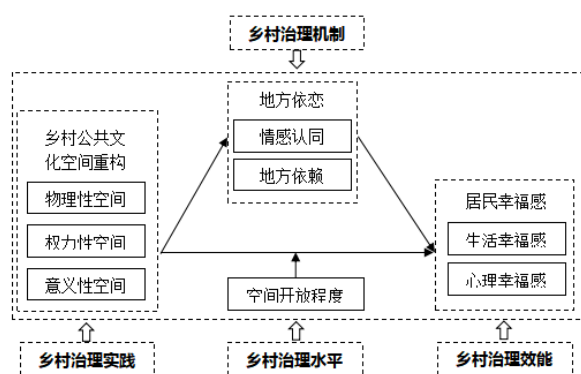 乡村治理机制
地方依恋
情感认同
地方依赖
乡村公共文
化空间重构
物理性空间
权力性空间
意义性空间
居民幸福感
生活幸福感
心理幸福感
空间开放程度
乡村治理实践
乡村治理水平
乡村治理效能